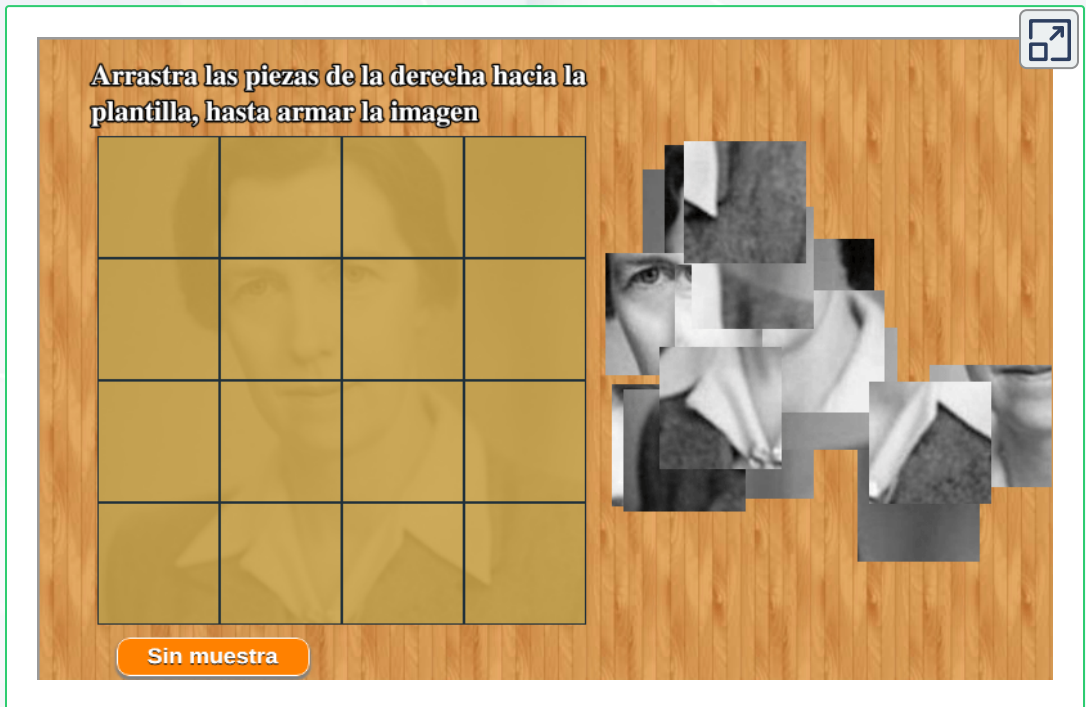 Arrastra las piezas de la derecha hacia la
plantilla, hasta armar la imagen
Sin muestra